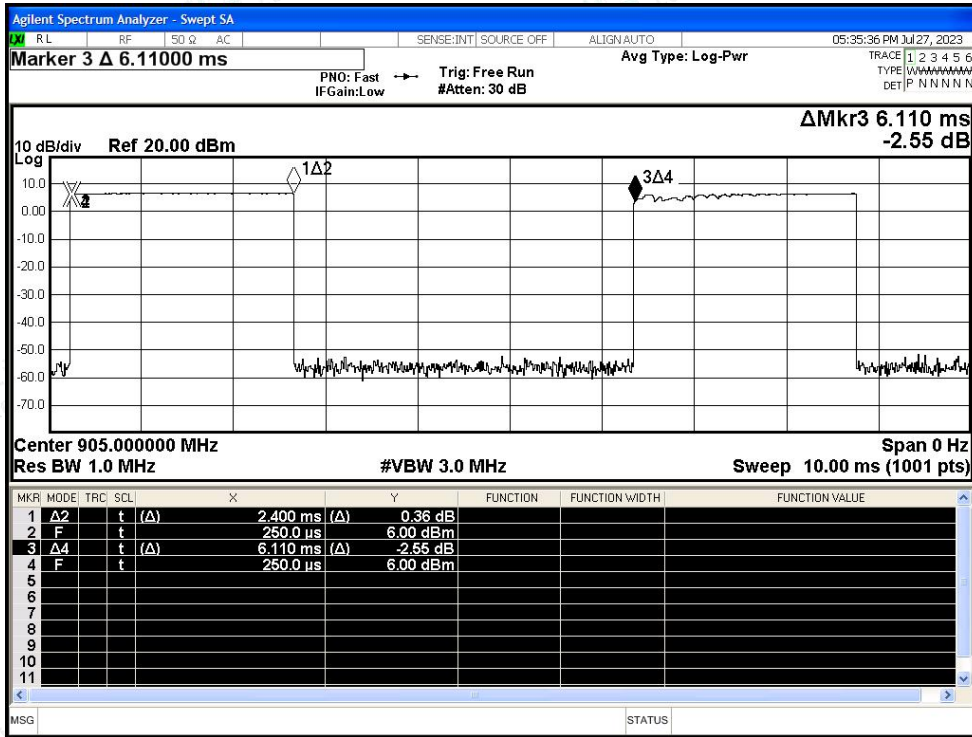 Agilent Spectrum Analyzer - Swept SA
LXI RL RF 50 Ω AC SENSE:INT SOURCE OFF ALIGN AUTO 05:35:36 PM Jul 27, 2023
Marker 3 Δ 6.11000 ms
PNO: Fast Trig: Free Run Avg Type: Log-Pwr TRACE 1 2 3 4 5 6
IFGain:Low #Atten: 30 dB TYPE W
DET P N N N N N
ΔMkr3 6.110 ms
10 dB/div Ref 20.00 dBm -2.55 dB
Log
1Δ2
3Δ4
10.0
0.00
-10.0
-20.0
-30.0
-40.0
-50.0
-60.0
-70.0
Center 905.000000 MHz Span 0 Hz
Res BW 1.0 MHz #VBW 3.0 MHz Sweep 10.00 ms (1001 pts)
MKR MODE TRC SCL X Y FUNCTION FUNCTION WIDTH FUNCTION VALUE
1 Δ2 t (Δ) 2.400 ms (Δ) 0.36 dB
2 F t 250.0 µs 6.00 dBm
3 Δ4 t (Δ) 6.110 ms (Δ) -2.55 dB
4 F t 250.0 µs 6.00 dBm
5
6
7
8
9
10
11
MSG STATUS